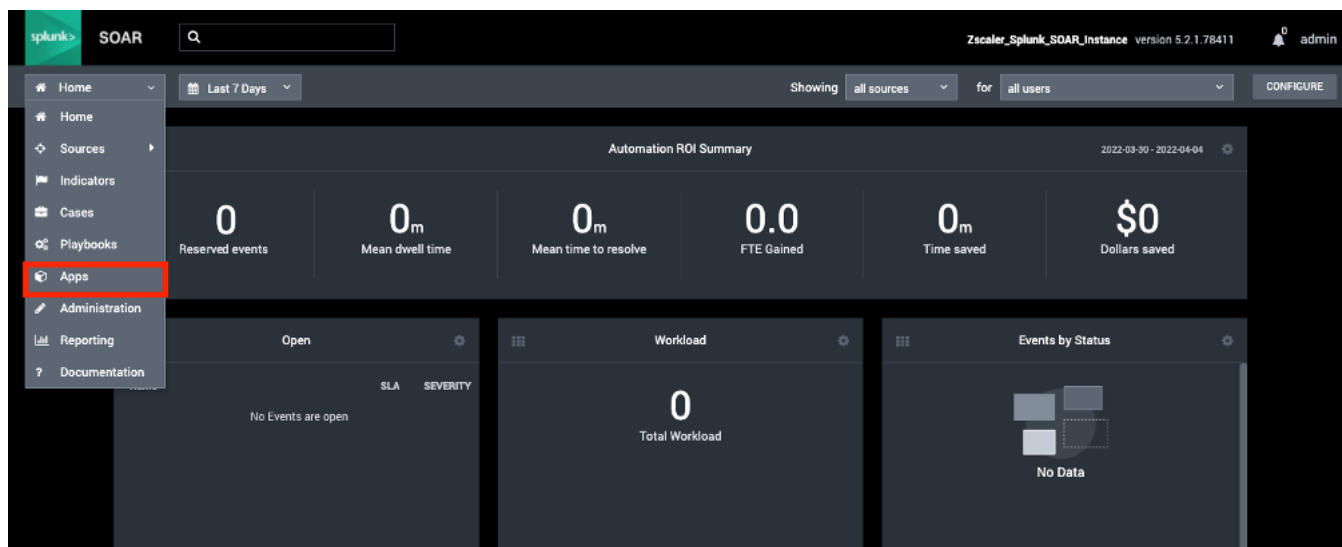 splunk> SOAR Zscaler_Splunk_SOAR_Instance version 5.2.1.78411 0 admin
Home Last 7 Days Showing all sources for all users CONFIGURE
Home
Sources
Indicators
Cases
Playbooks
Apps
Administration
Reporting
? Documentation
Automation ROI Summary 2022-03-30 - 2022-04-04
0 0m 0m 0.0 0m $0
Reserved events Mean dwell time Mean time to resolve FTE Gained Time saved Dollars saved
Open Workload Events by Status
SLA SEVERITY
No Events are open
0
Total Workload
No Data